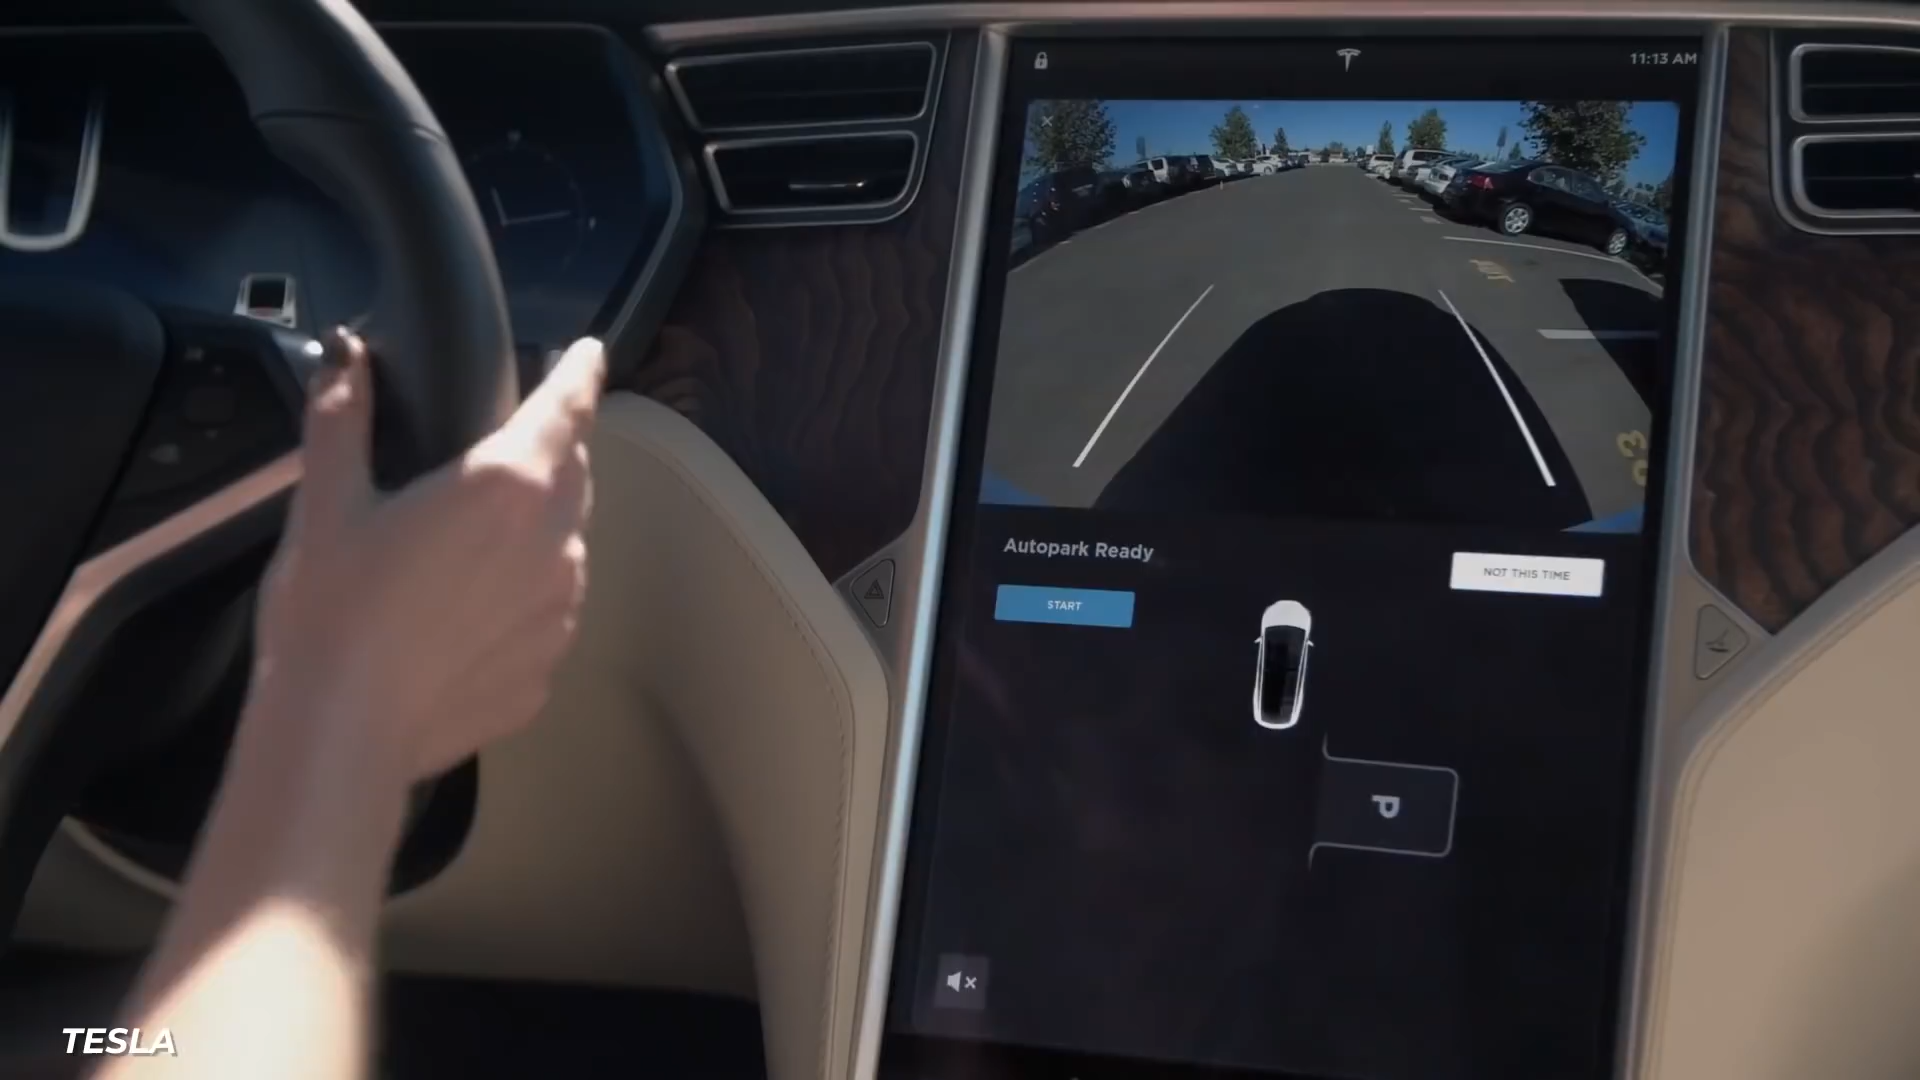 11:13 AM
Autopark Ready
NOT THIS TIME
START
P
TESLA